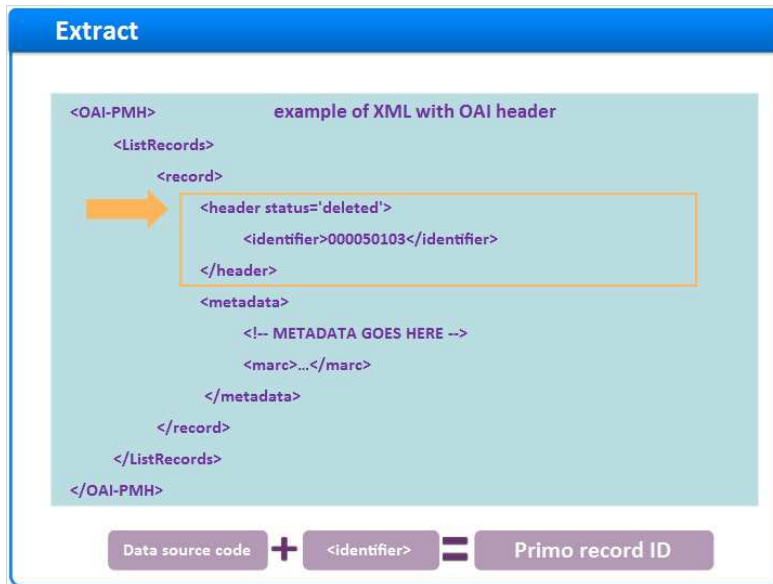 Extract
<OAI-PMH> example of XML with OAI header
<ListRecords>
<record>
<header status='deleted'>
<identifier>000050103</identifier>
</header>
<metadata>
<!-- METADATA GOES HERE -->
<marc>...</marc>
</metadata>
</record>
</ListRecords>
</OAI-PMH>
Data source code + <identifier> = Primo record ID